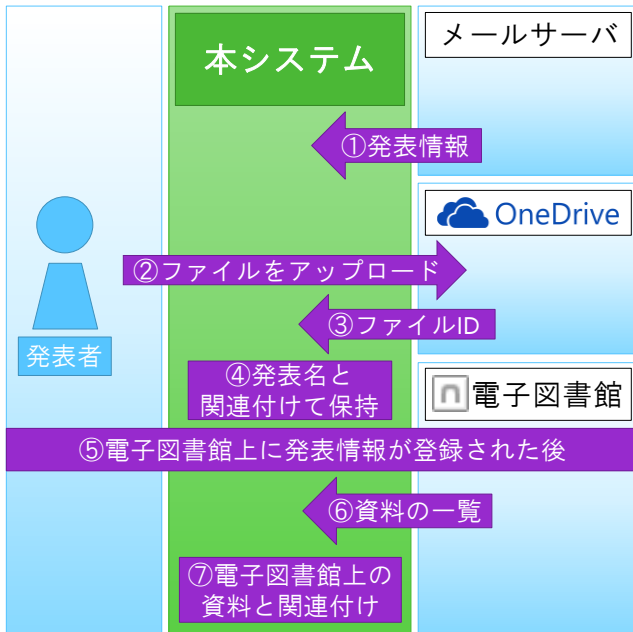 本システム
メールサーバ
①発表情報
OneDrive
②ファイルをアップロード
③ファイルID
発表者
④発表名と
関連付けて保持
電子図書館
⑤電子図書館上に発表情報が登録された後
⑥資料の一覧
⑦電子図書館上の
資料と関連付け